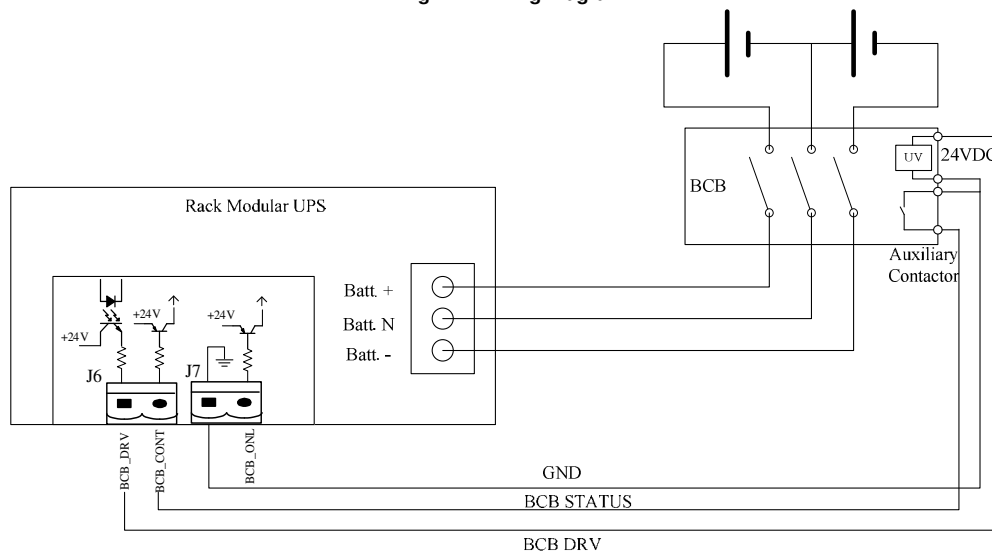 24VDC
UV
BCB
Rack Modular UPS
Auxiliary
Contactor
Batt. +
Batt. N
Batt. -
+24V
+24V
+24V
J6
J7
BCB_DRV
BCB_CONT
BCB_ONL
GND
BCB STATUS
BCB DRV